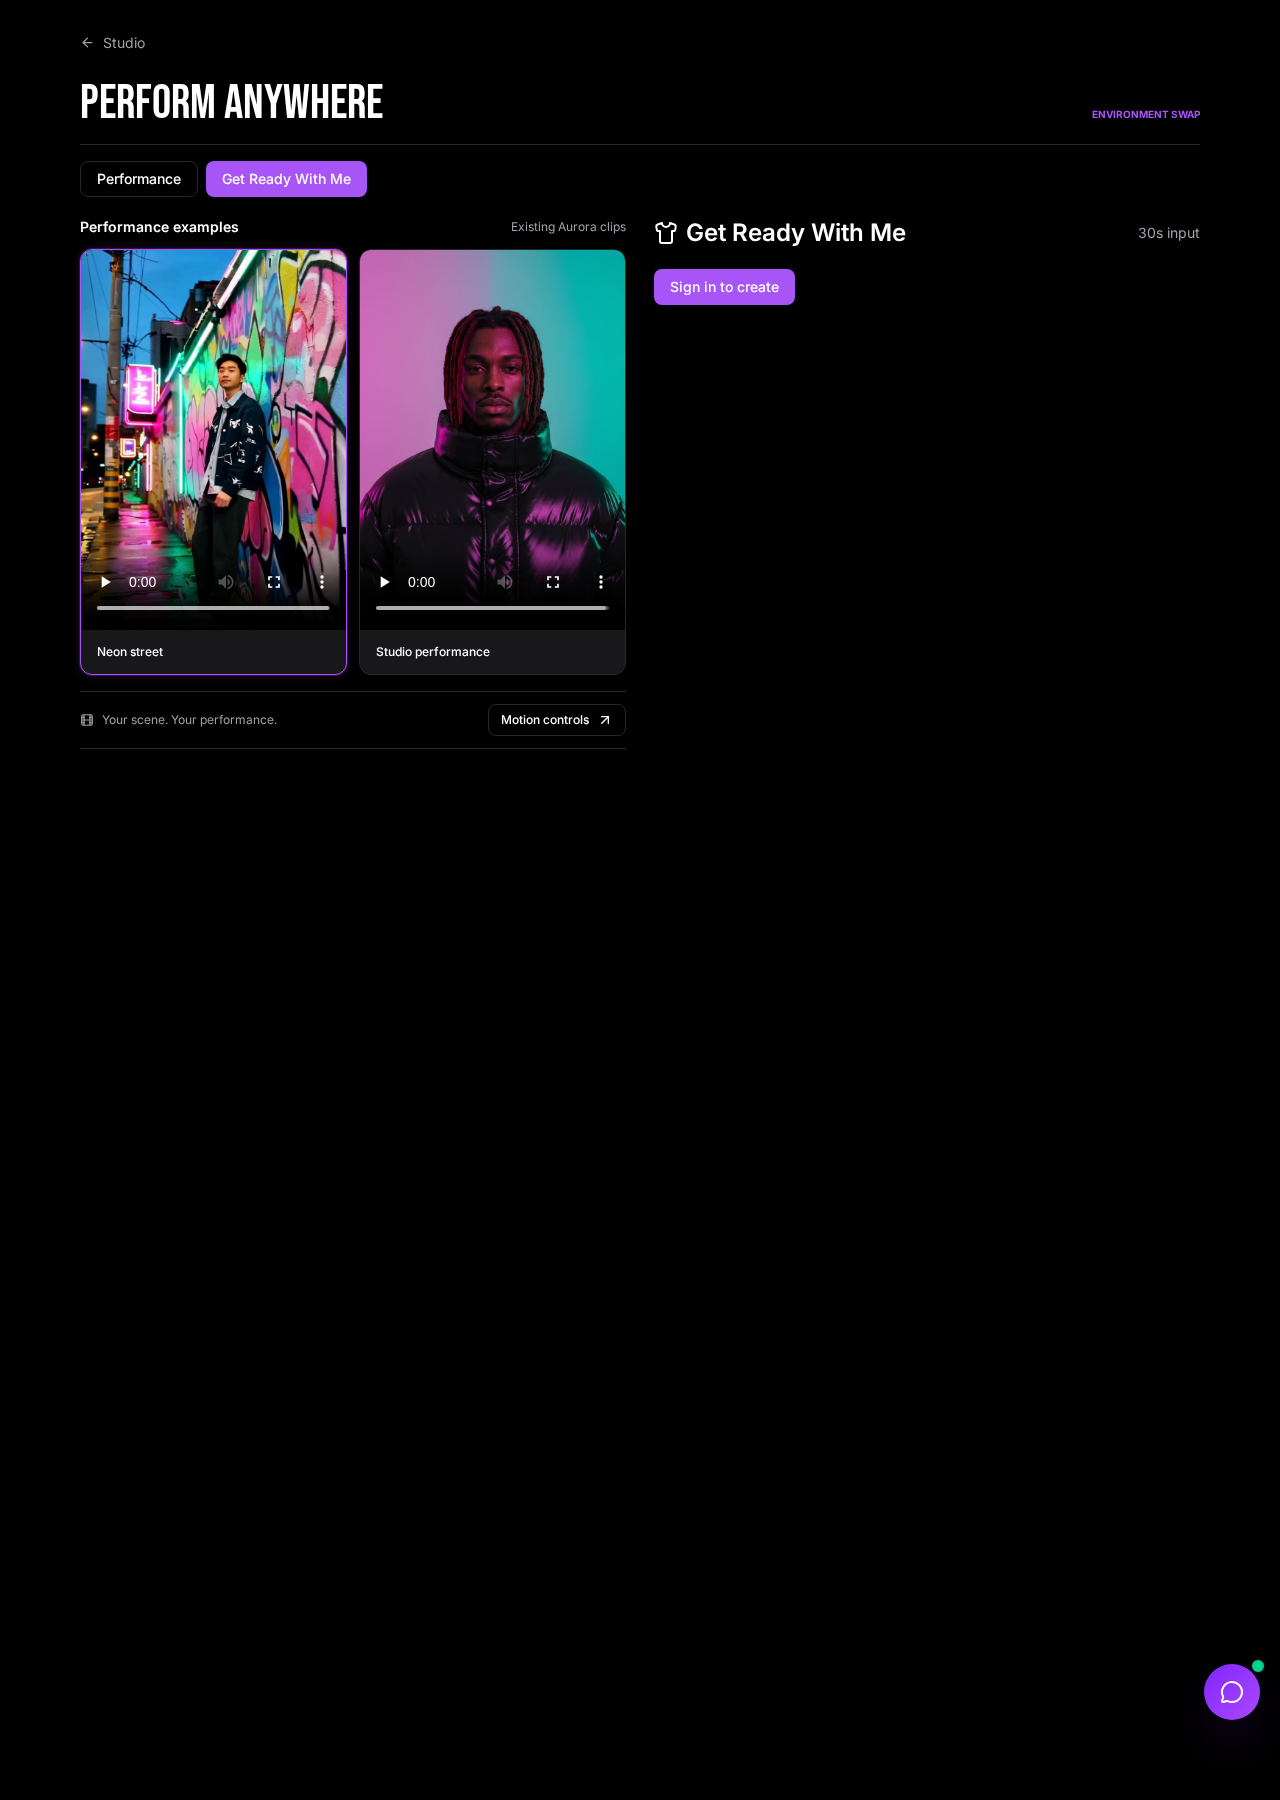 Studio
PERFORM ANYWHERE
ENVIRONMENT SWAP
Performance
Get Ready With Me
Performance examples
Existing Aurora clips
0:00
Neon street
0:00
Studio performance
Your scene. Your performance.
Motion controls
Get Ready With Me
30s input
Sign in to create